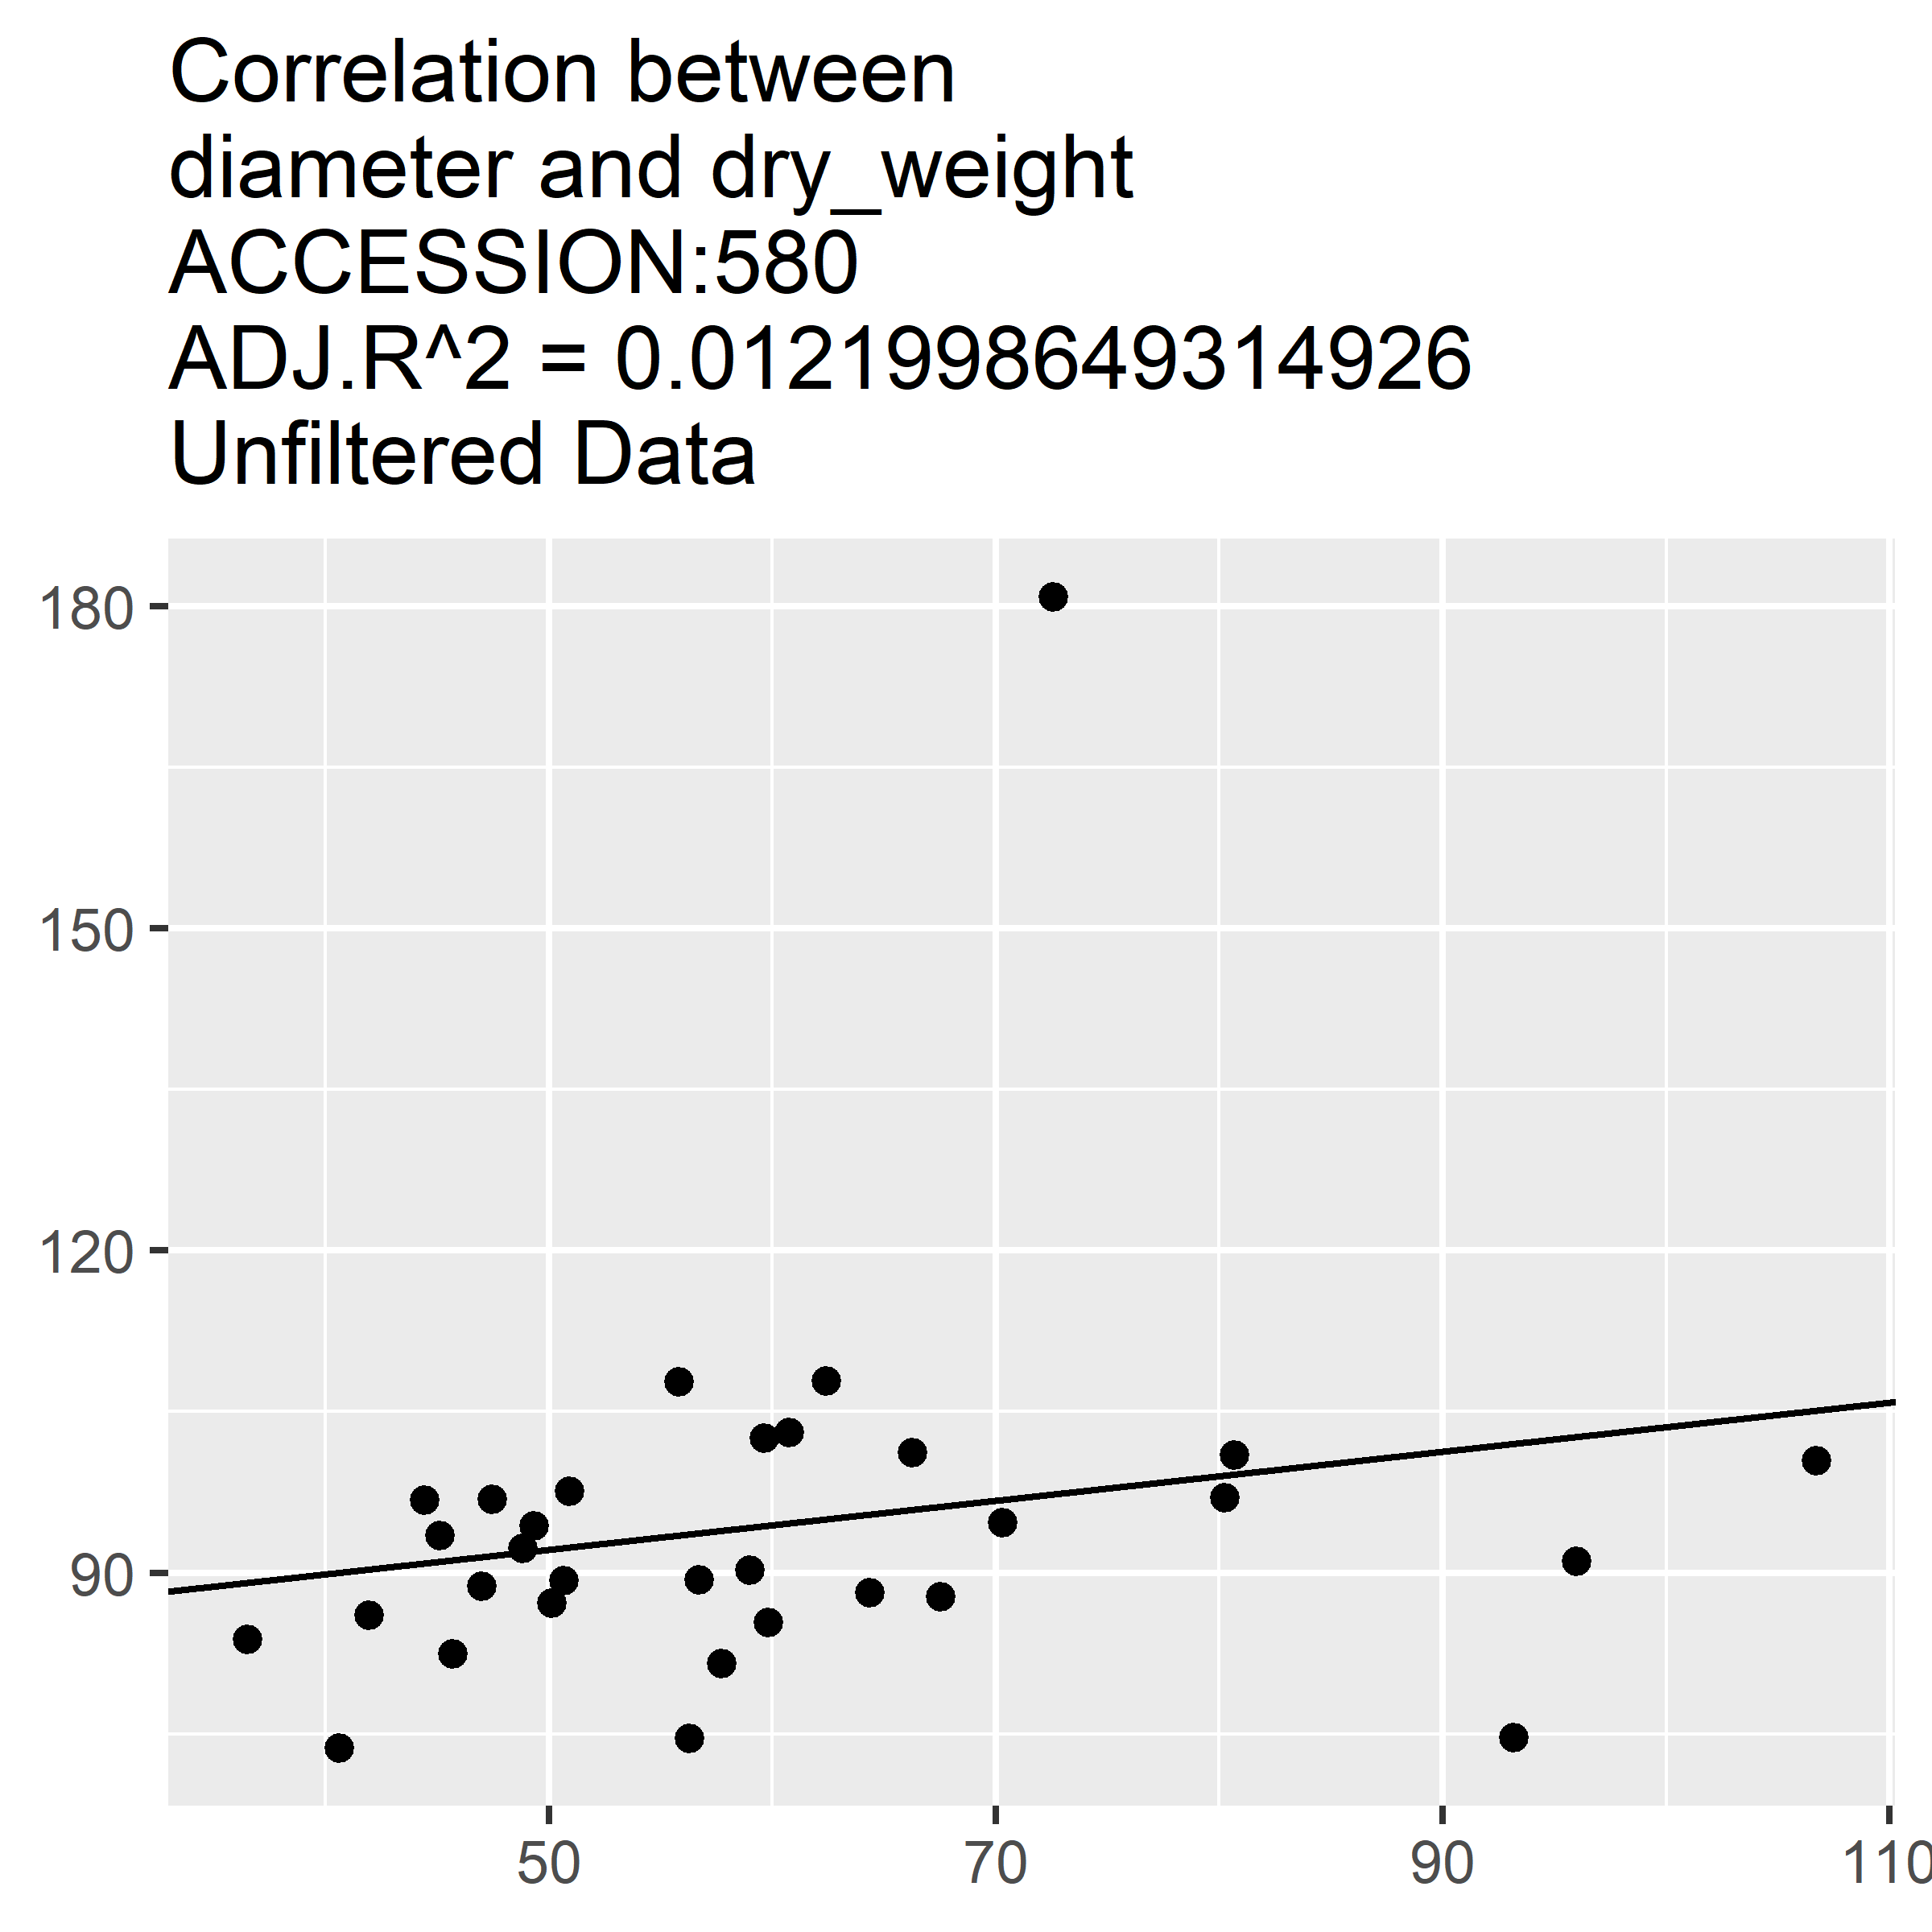 Correlation between
diameter and dry_weight
ACCESSION:580
ADJ.R^2 = 0.0121998649314926
Unfiltered Data
180
150
120
90
50
70
90
110